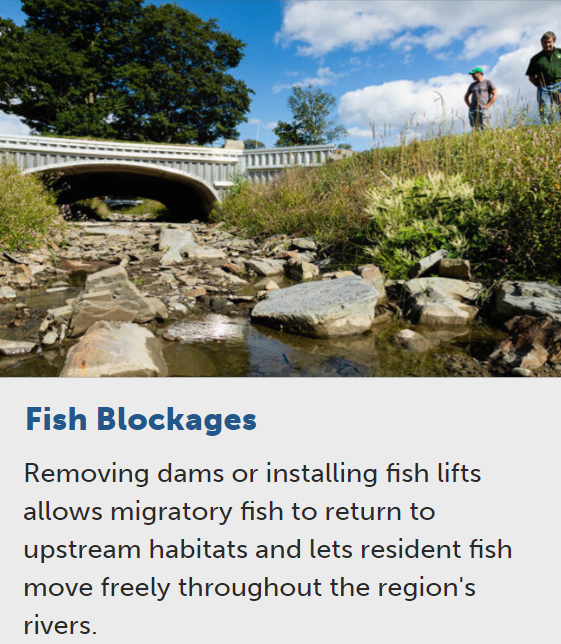 Fish Blockages
Removing dams or installing fish lifts
allows migratory fish to return to
upstream habitats and lets resident fish
move freely throughout the region's
rivers.